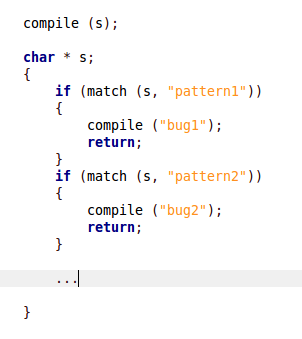 compile (s);
char * s;
{
if (match (s, "pattern1"))
{
compile ("bug1");
return;
}
if (match (s, "pattern2"))
{
compile ("bug2");
return;
}
...
}